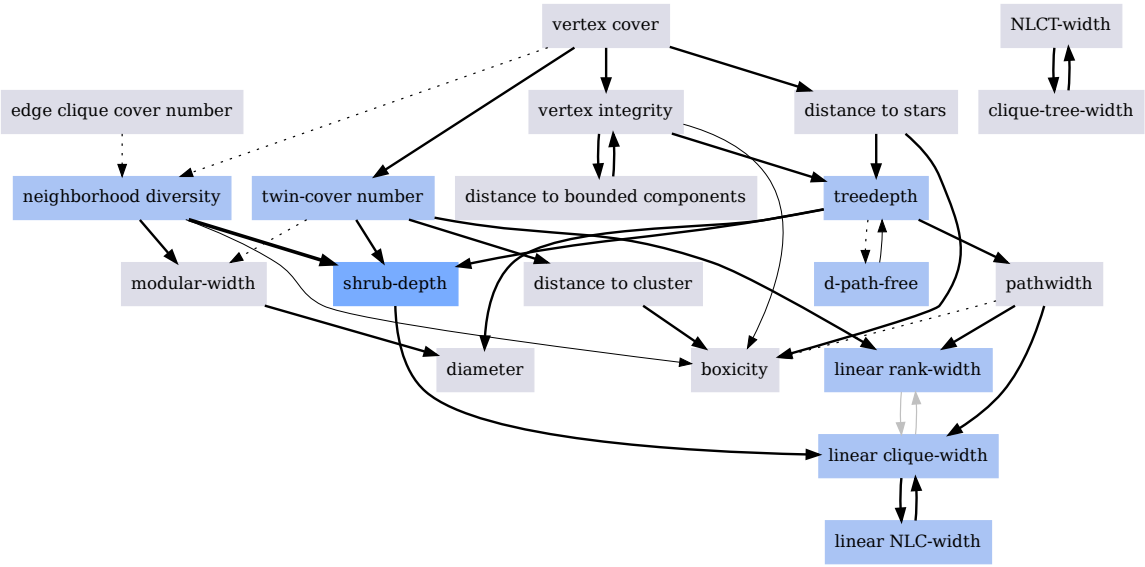 vertex cover
NLCT-width
edge clique cover number
vertex integrity
distance to stars
clique-tree-width
neighborhood diversity
twin-cover number
distance to bounded components
treedepth
modular-width
shrub-depth
distance to cluster
d-path-free
pathwidth
diameter
boxicity
linear rank-width
linear clique-width
linear NLC-width